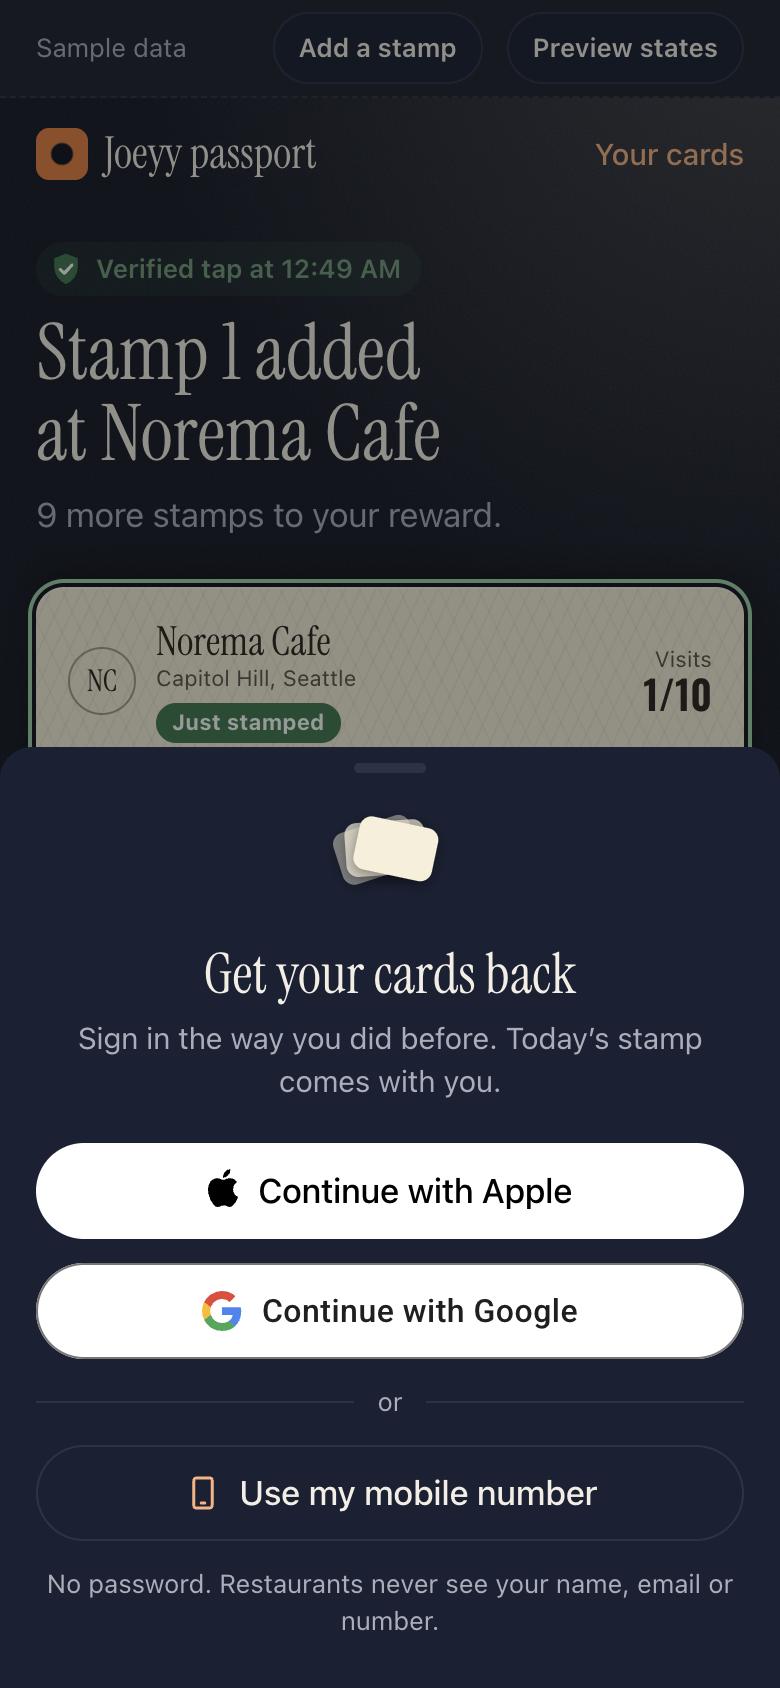 Sample data
Add a stamp
Preview states
Joeyy passport
Your cards
Verified tap at 12:49 AM
Stamp 1 added
at Norema Cafe
9 more stamps to your reward.
NC
Norema Cafe
Capitol Hill, Seattle
Just stamped
Visits
1/10
Get your cards back
Sign in the way you did before. Today’s stamp
comes with you.
Continue with Apple
Continue with Google
or
Use my mobile number
No password. Restaurants never see your name, email or
number.